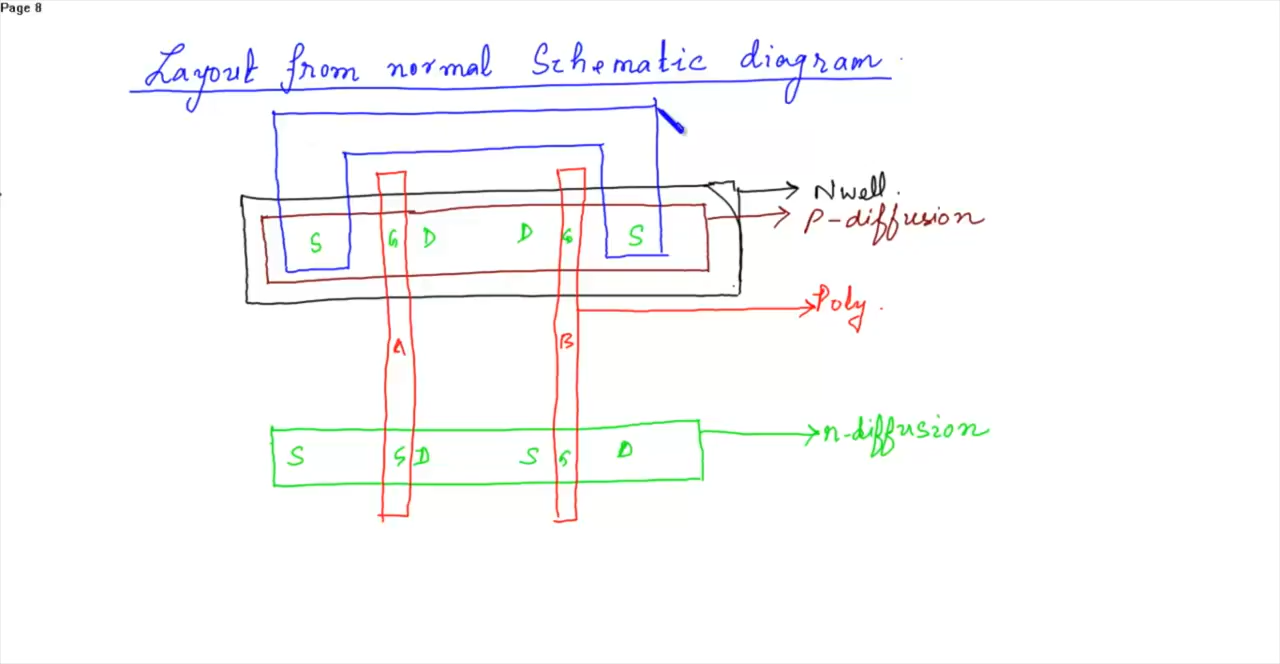 Page 8
Layout from normal Schematic diagram
Nwell.
P-diffusion
S G D D G S
Poly.
A B
n-diffusion
S G D S G D